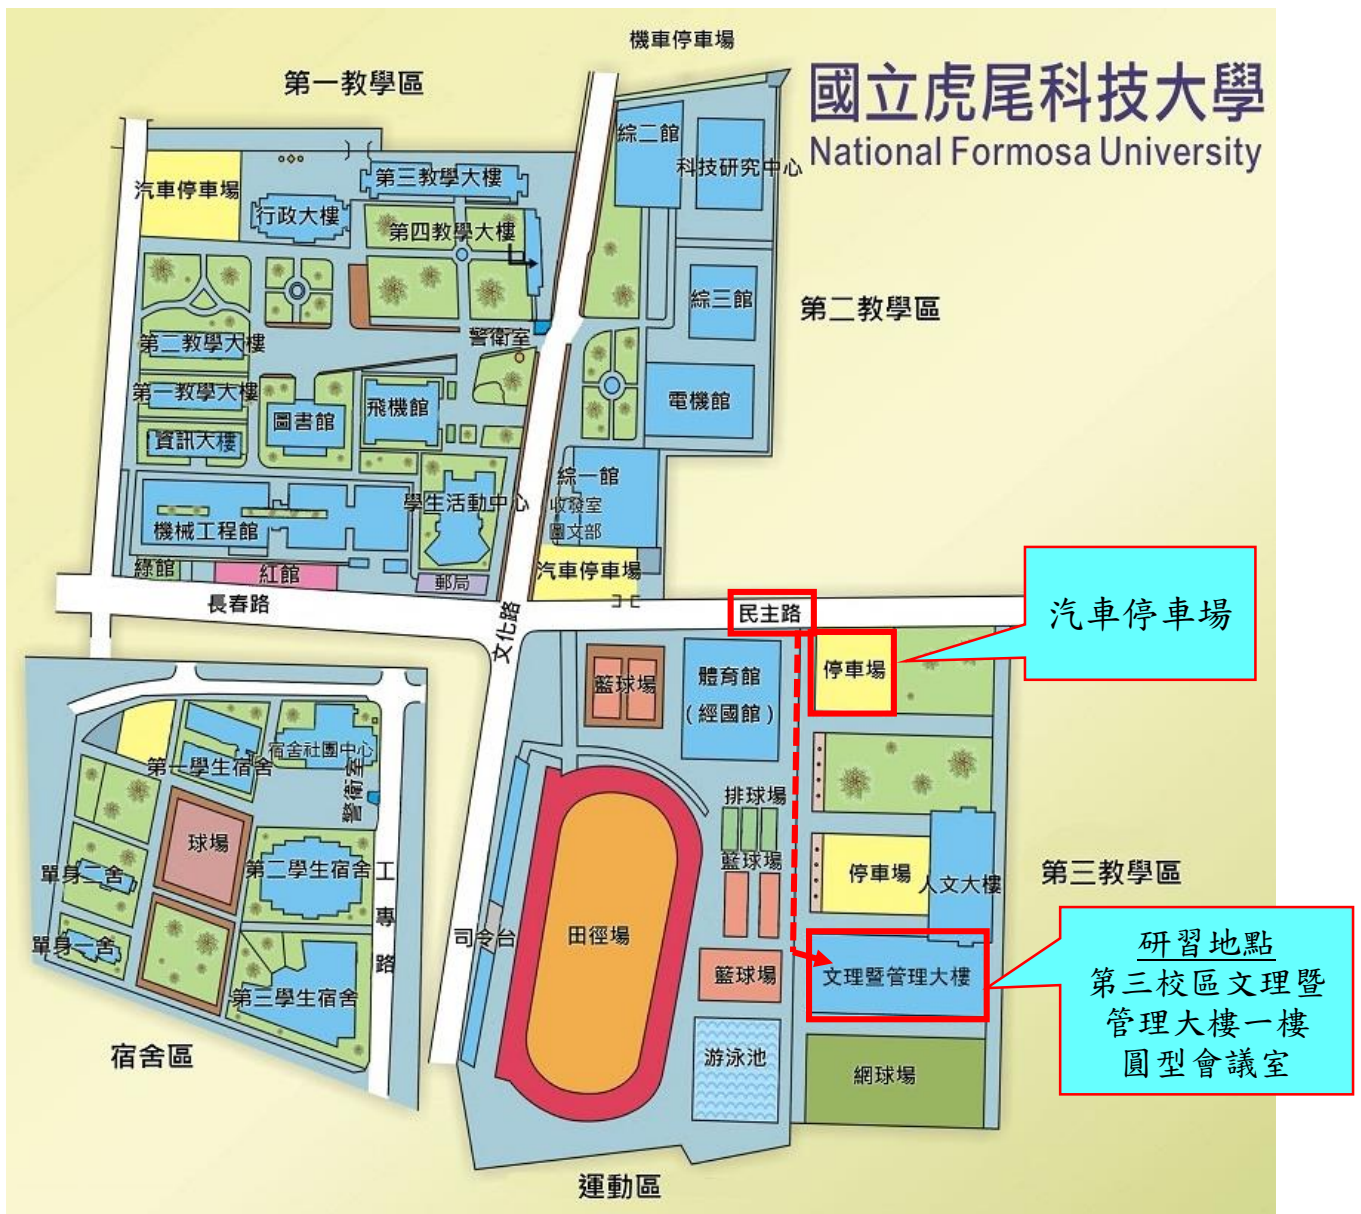 機車停車場
第一教學區
國立虎尾科技大學
National Formosa University
綜二館
科技研究中心
汽車停車場
第三教學大樓
行政大樓
第四教學大樓
綜三館
第二教學區
警衛室
第二教學大樓
第一教學大樓
圖書館
飛機館
電機館
資訊大樓
綜一館
收發室
圖文部
學生活動中心
機械工程館
綠館
紅館
郵局
汽車停車場
長春路
文化路
民主路
汽車停車場
籃球場
體育館
(經國館)
停車場
宿舍社團中心
第一學生宿舍
警衛室
排球場
球場
籃球場
第二學生宿舍
工專路
單身二舍
停車場
人文大樓
第三教學區
單身一舍
司令台
田徑場
籃球場
文理暨管理大樓
研習地點
第三校區文理暨
管理大樓一樓
圓型會議室
第三學生宿舍
宿舍區
游泳池
網球場
運動區